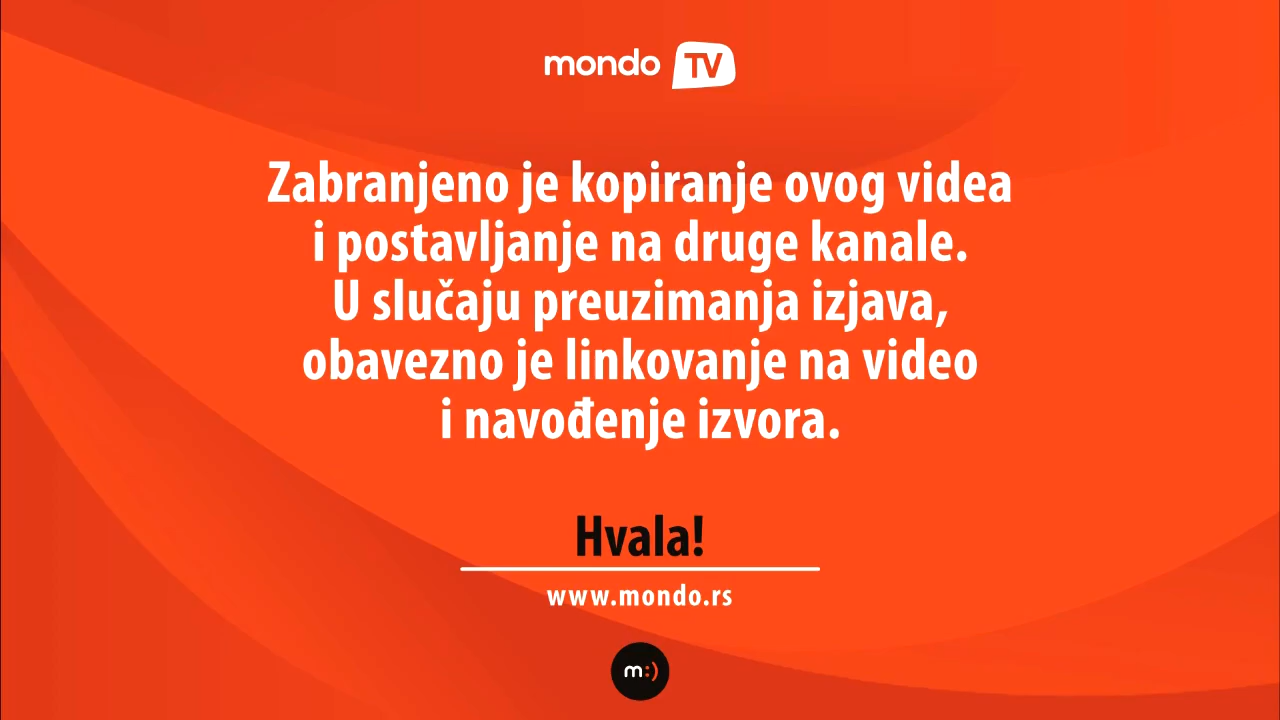 mondo TV
Zabranjeno je kopiranje ovog videa
i postavljanje na druge kanale.
U slučaju preuzimanja izjava,
obavezno je linkovanje na video
i navođenje izvora.
Hvala!
www.mondo.rs
m:)